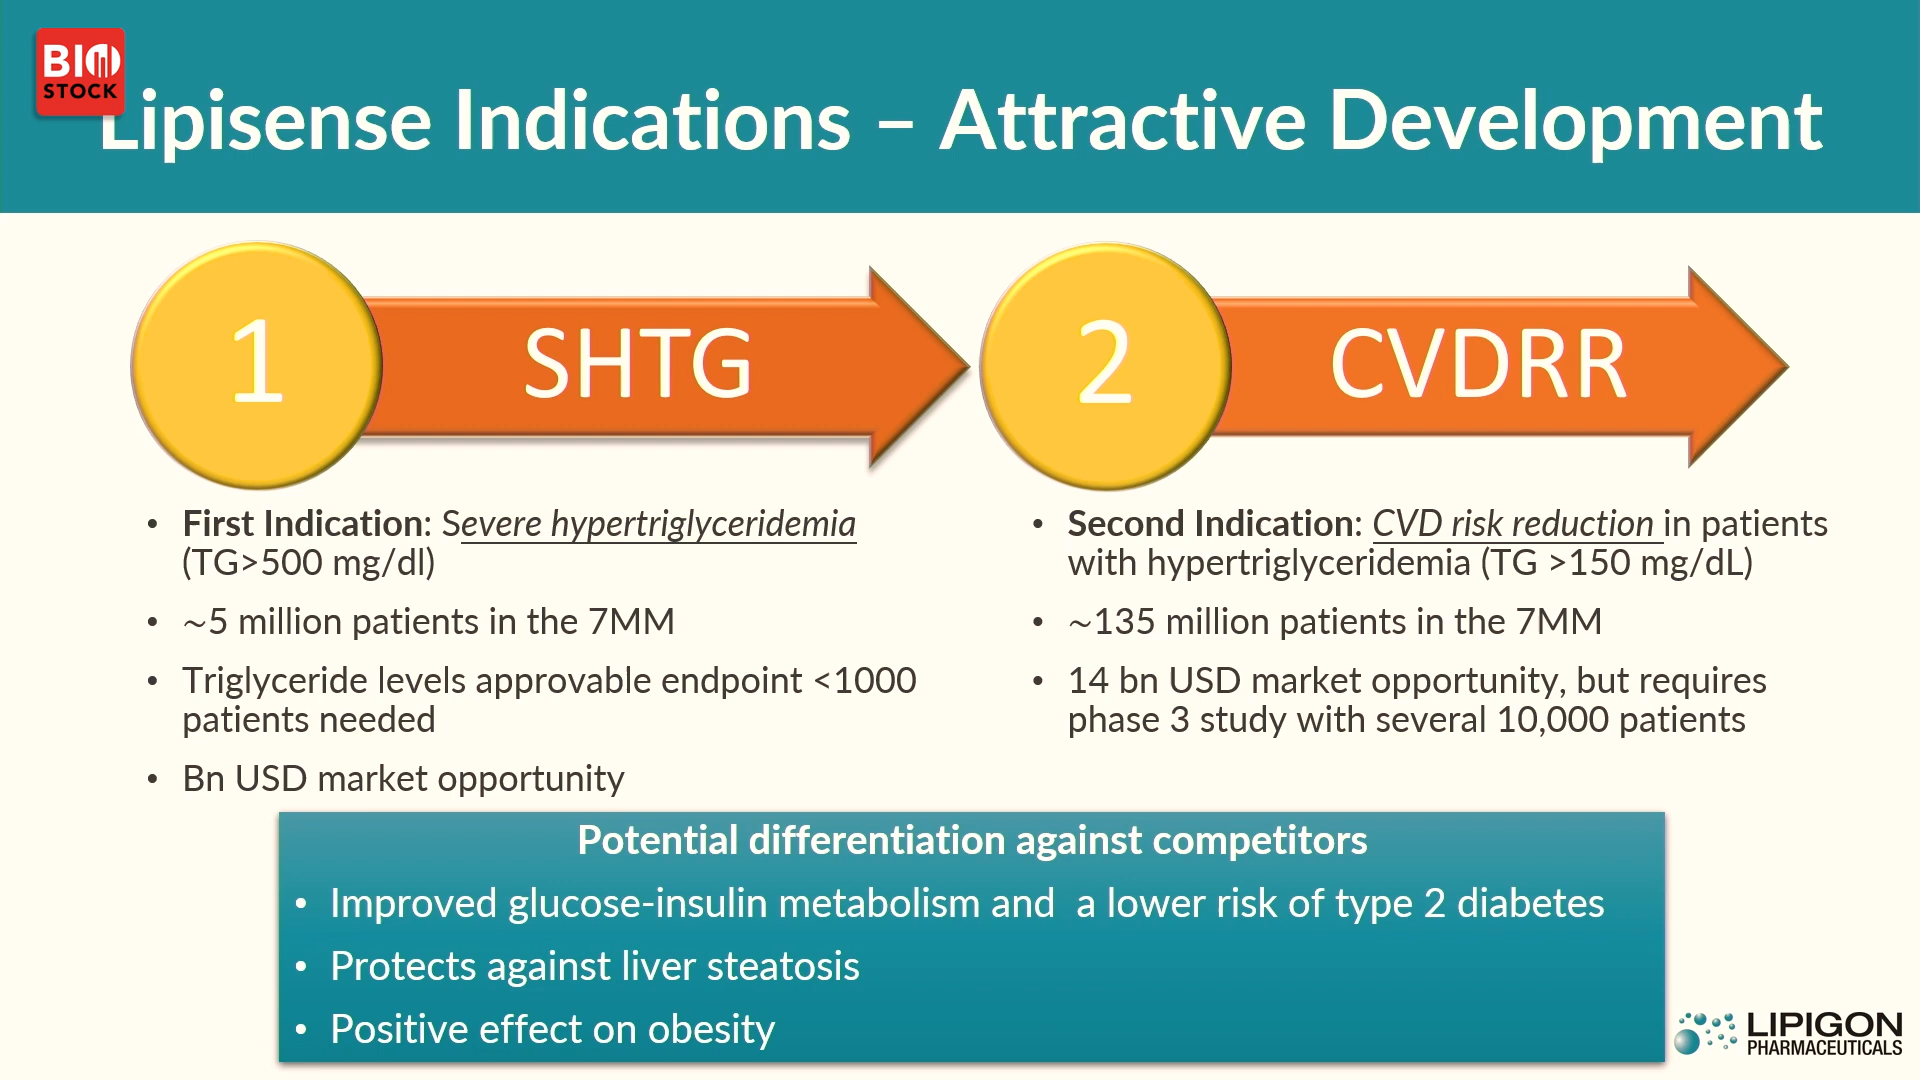 BIO
STOCK
Lipisense Indications – Attractive Development
1
SHTG
2
CVDRR
• First Indication: Severe hypertriglyceridemia
(TG>500 mg/dl)
• ~5 million patients in the 7MM
• Triglyceride levels approvable endpoint <1000
patients needed
• Bn USD market opportunity
• Second Indication: CVD risk reduction in patients
with hypertriglyceridemia (TG >150 mg/dL)
• ~135 million patients in the 7MM
• 14 bn USD market opportunity, but requires
phase 3 study with several 10,000 patients
Potential differentiation against competitors
• Improved glucose-insulin metabolism and  a lower risk of type 2 diabetes
• Protects against liver steatosis
• Positive effect on obesity
LIPIGON
PHARMACEUTICALS